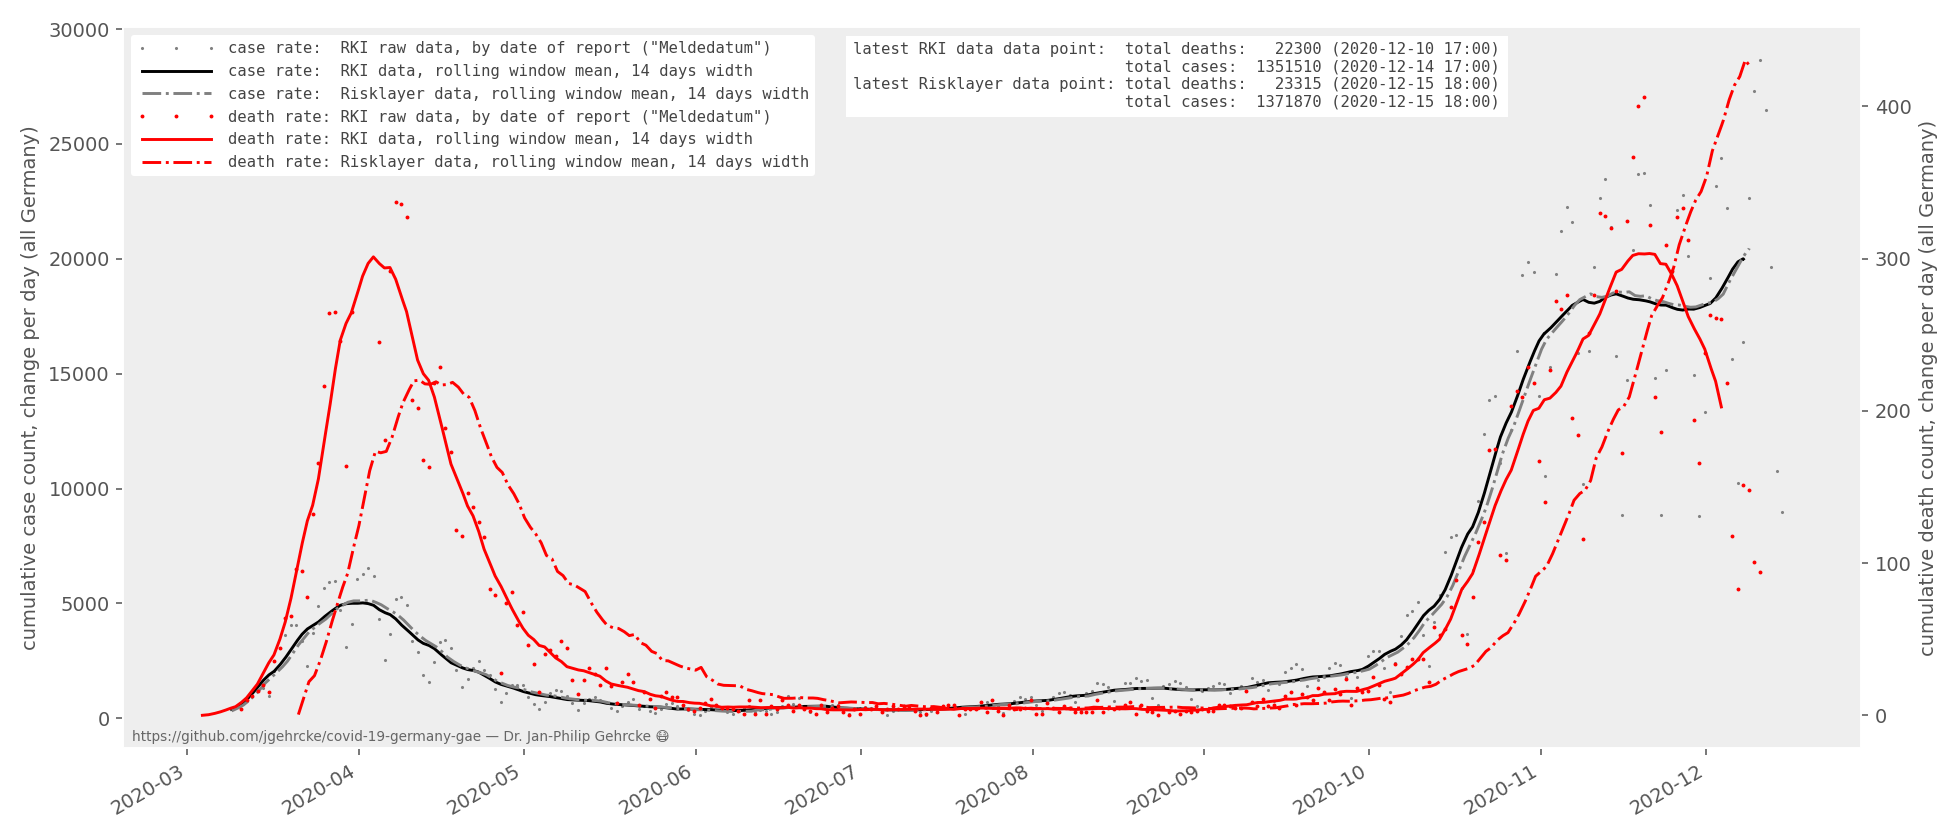 30000
25000
20000
15000
10000
5000
0
cumulative case count, change per day (all Germany)
case rate:  RKI raw data, by date of report ("Meldedatum")
case rate:  RKI data, rolling window mean, 14 days width
case rate:  Risklayer data, rolling window mean, 14 days width
death rate: RKI raw data, by date of report ("Meldedatum")
death rate: RKI data, rolling window mean, 14 days width
death rate: Risklayer data, rolling window mean, 14 days width
latest RKI data data point:  total deaths:   22300 (2020-12-10 17:00)
total cases:  1351510 (2020-12-14 17:00)
latest Risklayer data point: total deaths:   23315 (2020-12-15 18:00)
total cases:  1371870 (2020-12-15 18:00)
400
300
200
100
0
cumulative death count, change per day (all Germany)
https://github.com/jgehrcke/covid-19-germany-gae — Dr. Jan-Philip Gehrcke 😷
2020-03
2020-04
2020-05
2020-06
2020-07
2020-08
2020-09
2020-10
2020-11
2020-12